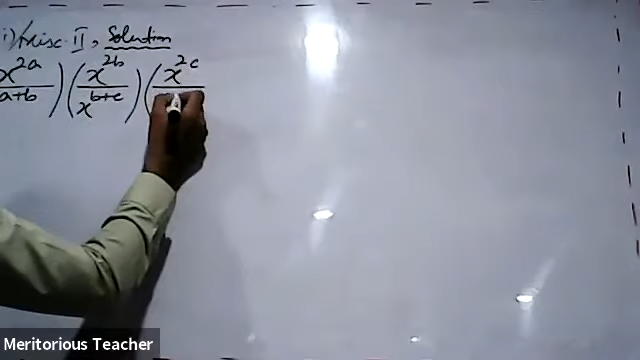 i) Misc-II, Solution
x^2a/a+b) (x^2b/x^b+c) (x^2c/
Meritorious Teacher